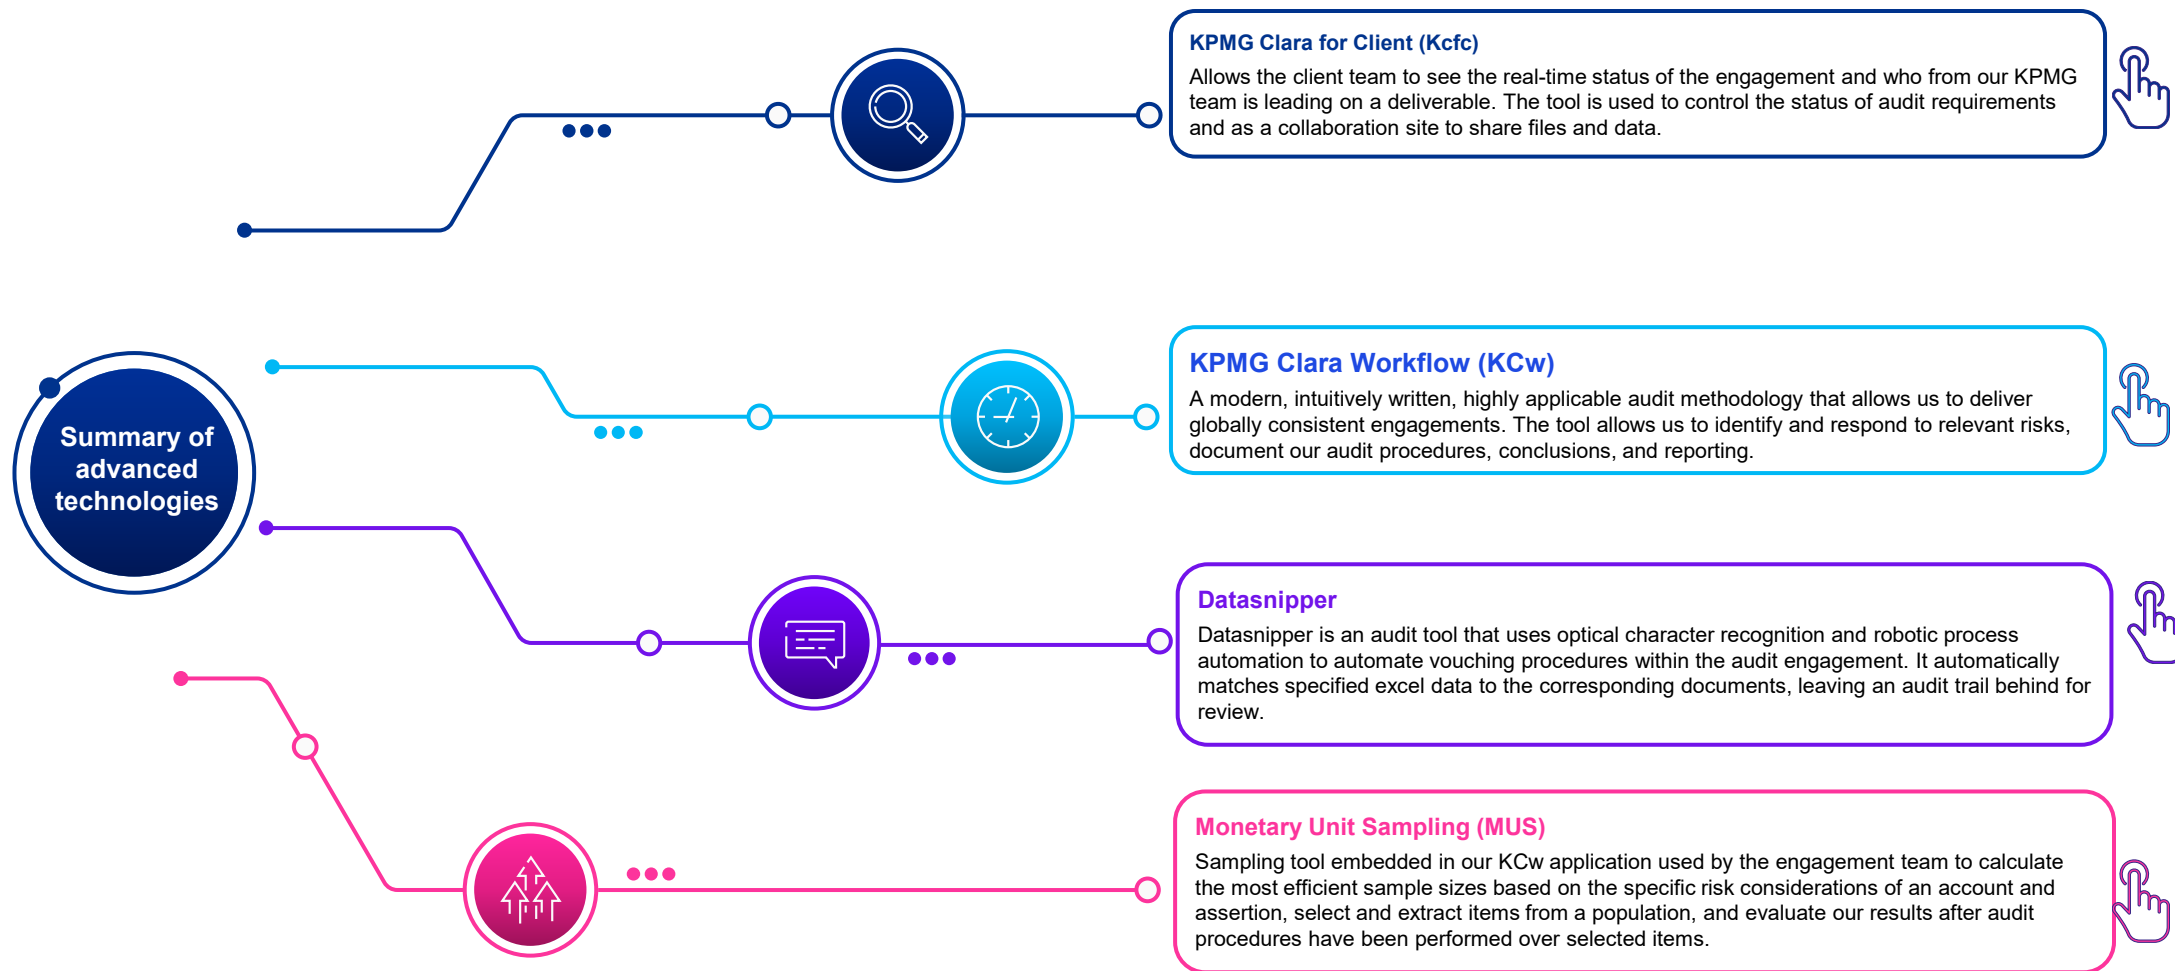 KPMG Clara for Client (Kcfc)
Allows the client team to see the real-time status of the engagement and who from our KPMG
team is leading on a deliverable. The tool is used to control the status of audit requirements
and as a collaboration site to share files and data.
Summary of
advanced
technologies
KPMG Clara Workflow (KCw)
A modern, intuitively written, highly applicable audit methodology that allows us to deliver
globally consistent engagements. The tool allows us to identify and respond to relevant risks,
document our audit procedures, conclusions, and reporting.
Datasnipper
Datasnipper is an audit tool that uses optical character recognition and robotic process
automation to automate vouching procedures within the audit engagement. It automatically
matches specified excel data to the corresponding documents, leaving an audit trail behind for
review.
Monetary Unit Sampling (MUS)
Sampling tool embedded in our KCw application used by the engagement team to calculate
the most efficient sample sizes based on the specific risk considerations of an account and
assertion, select and extract items from a population, and evaluate our results after audit
procedures have been performed over selected items.